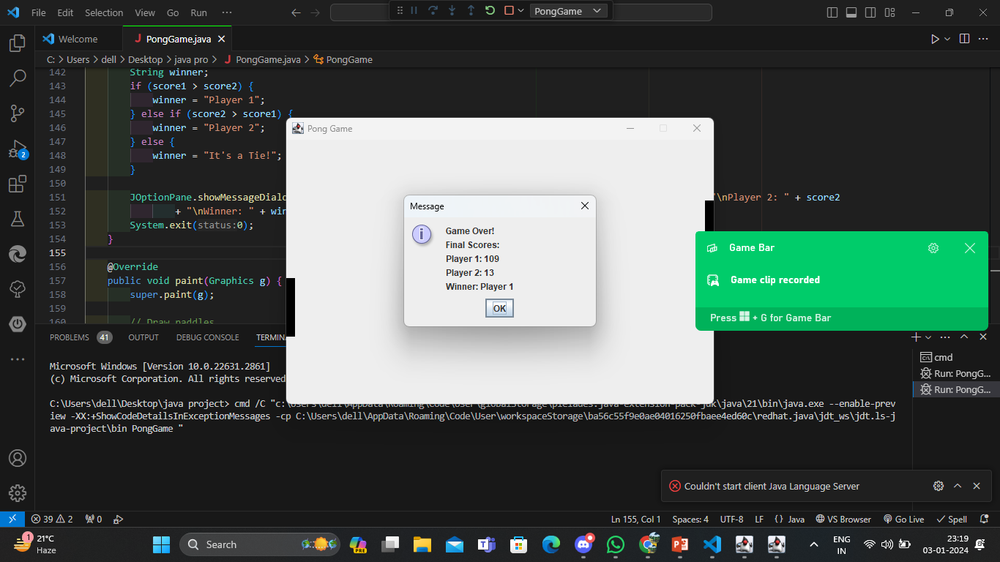 File Edit Selection View Go Run ···
PongGame
Welcome
J PongGame.java
C: > Users > dell > Desktop > java pro > J PongGame.java > PongGame
142 String winner;
143 if (score1 > score2) {
144 winner = "Player 1";
145 } else if (score2 > score1) {
146 winner = "Player 2";
147 } else {
148 winner = "It's a Tie!";
149 }
150
151 JOptionPane.showMessageDialo "\nPlayer 2: " + score2
152 + "\nWinner: " + win
153 System.exit(status:0);
154 }
155
156 @Override
157 public void paint(Graphics g) {
158 super.paint(g);
159
160 // Draw paddles
Pong Game
Message
Game Over!
Final Scores:
Player 1: 109
Player 2: 13
Winner: Player 1
OK
Game Bar
Game clip recorded
Press + G for Game Bar
2
PROBLEMS 41 OUTPUT DEBUG CONSOLE TERMIN
Microsoft Windows [Version 10.0.22631.2861]
(c) Microsoft Corporation. All rights reserved
C:\Users\dell\Desktop\java project> cmd /C "c:\Users\dell\AppData\Roaming\Code\User\globalStorage\pleiades.java-extension-pack-jdk\java\21\bin\java.exe --enable-prev
iew -XX:+ShowCodeDetailsInExceptionMessages -cp C:\Users\dell\AppData\Roaming\Code\User\workspaceStorage\ba56c55f9e0ae04016250fbaee4ed60c\redhat.java\jdt_ws\jdt.ls-j
ava-project\bin PongGame "
cmd
Run: PongG...
Run: PongG...
Couldn't start client Java Language Server
39 2 0
Ln 155, Col 1 Spaces: 4 UTF-8 LF {} Java VS Browser Go Live Spell
1
21°C
Haze
Search
PRE
ENG
IN
23:19
03-01-2024